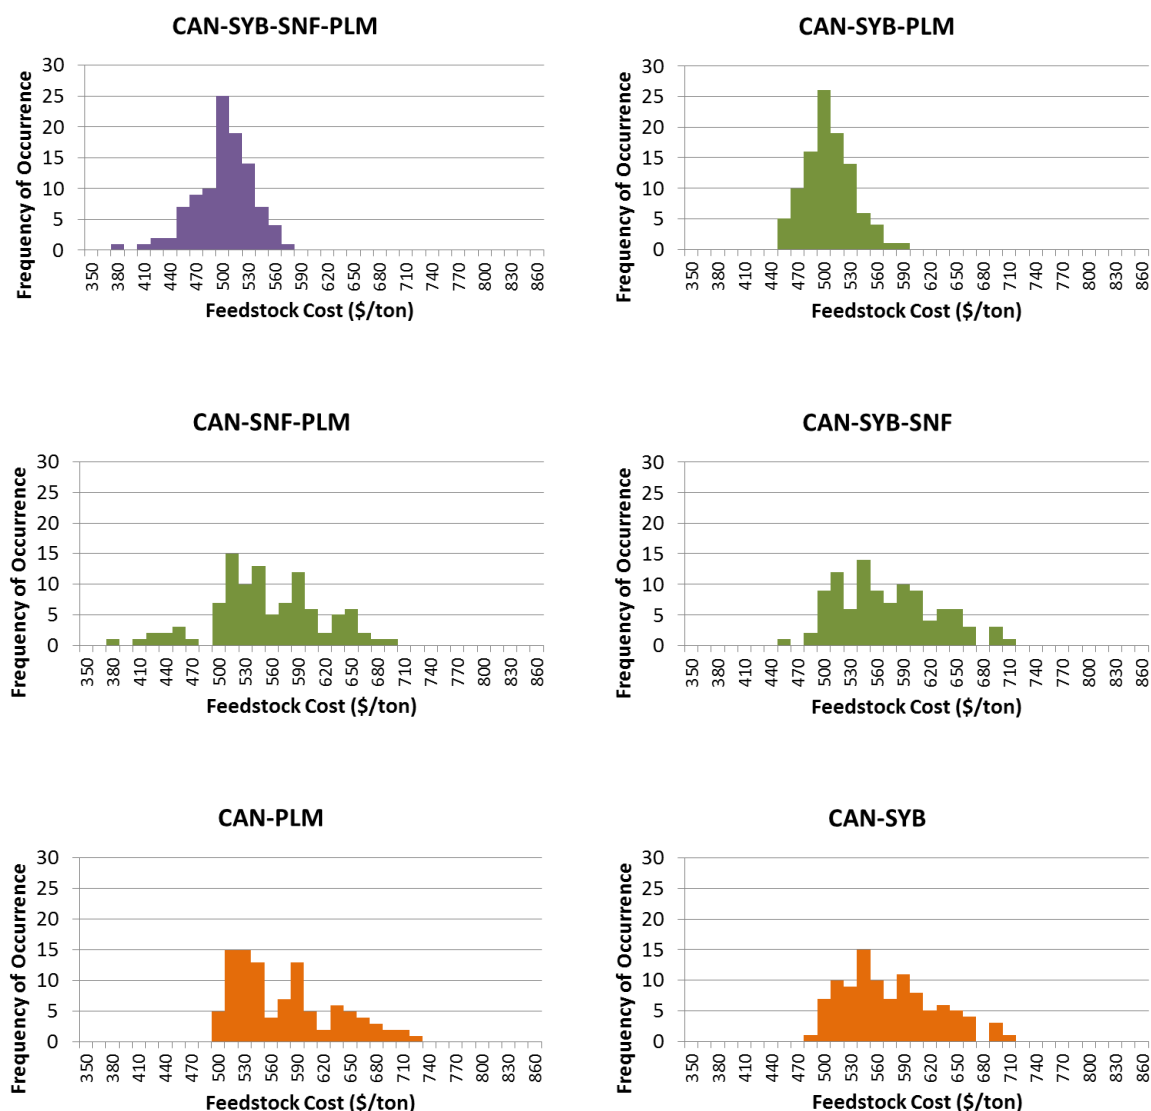 CAN-SYB-SNF-PLM
Frequency of Occurrence
30
25
20
15
10
5
0
350 380 410 440 470 500 530 560 590 620 650 680 710 740 770 800 830 860
Feedstock Cost ($/ton)
CAN-SYB-PLM
Frequency of Occurrence
30
25
20
15
10
5
0
350 380 410 440 470 500 530 560 590 620 650 680 710 740 770 800 830 860
Feedstock Cost ($/ton)
CAN-SNF-PLM
Frequency of Occurrence
30
25
20
15
10
5
0
350 380 410 440 470 500 530 560 590 620 650 680 710 740 770 800 830 860
Feedstock Cost ($/ton)
CAN-SYB-SNF
Frequency of Occurrence
30
25
20
15
10
5
0
350 380 410 440 470 500 530 560 590 620 650 680 710 740 770 800 830 860
Feedstock Cost ($/ton)
CAN-PLM
Frequency of Occurrence
30
25
20
15
10
5
0
350 380 410 440 470 500 530 560 590 620 650 680 710 740 770 800 830 860
Feedstock Cost ($/ton)
CAN-SYB
Frequency of Occurrence
30
25
20
15
10
5
0
350 380 410 440 470 500 530 560 590 620 650 680 710 740 770 800 830 860
Feedstock Cost ($/ton)